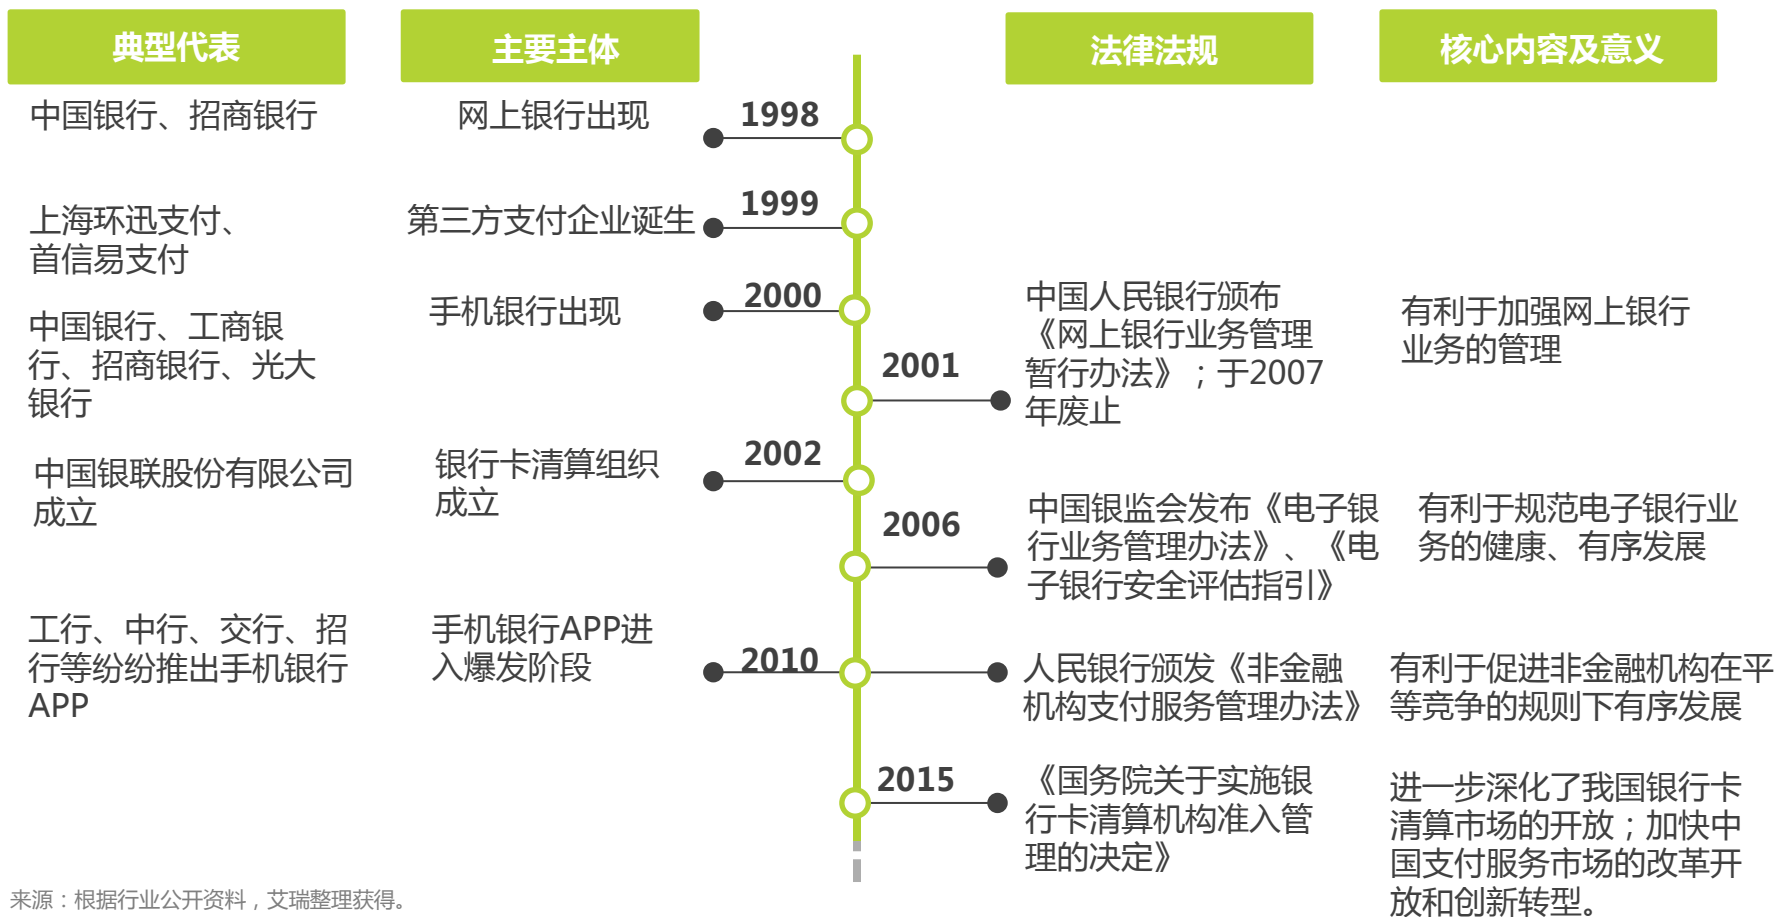 典型代表
主要主体
法律法规
核心内容及意义
中国银行、招商银行
网上银行出现
1998
上海环迅支付、
首信易支付
第三方支付企业诞生
1999
中国银行、工商银
行、招商银行、光大
银行
手机银行出现
2000
2001
中国人民银行颁布
《网上银行业务管理
暂行办法》；于2007
年废止
有利于加强网上银行
业务的管理
中国银联股份有限公司
成立
银行卡清算组织
成立
2002
2006
中国银监会发布《电子银
行业务管理办法》、《电
子银行安全评估指引》
有利于规范电子银行业
务的健康、有序发展
工行、中行、交行、招
行等纷纷推出手机银行
APP
手机银行APP进
入爆发阶段
2010
人民银行颁发《非金融
机构支付服务管理办法》
有利于促进非金融机构在平
等竞争的规则下有序发展
2015
《国务院关于实施银
行卡清算机构准入管
理的决定》
进一步深化了我国银行卡
清算市场的开放；加快中
国支付服务市场的改革开
放和创新转型。
来源：根据行业公开资料，艾瑞整理获得。